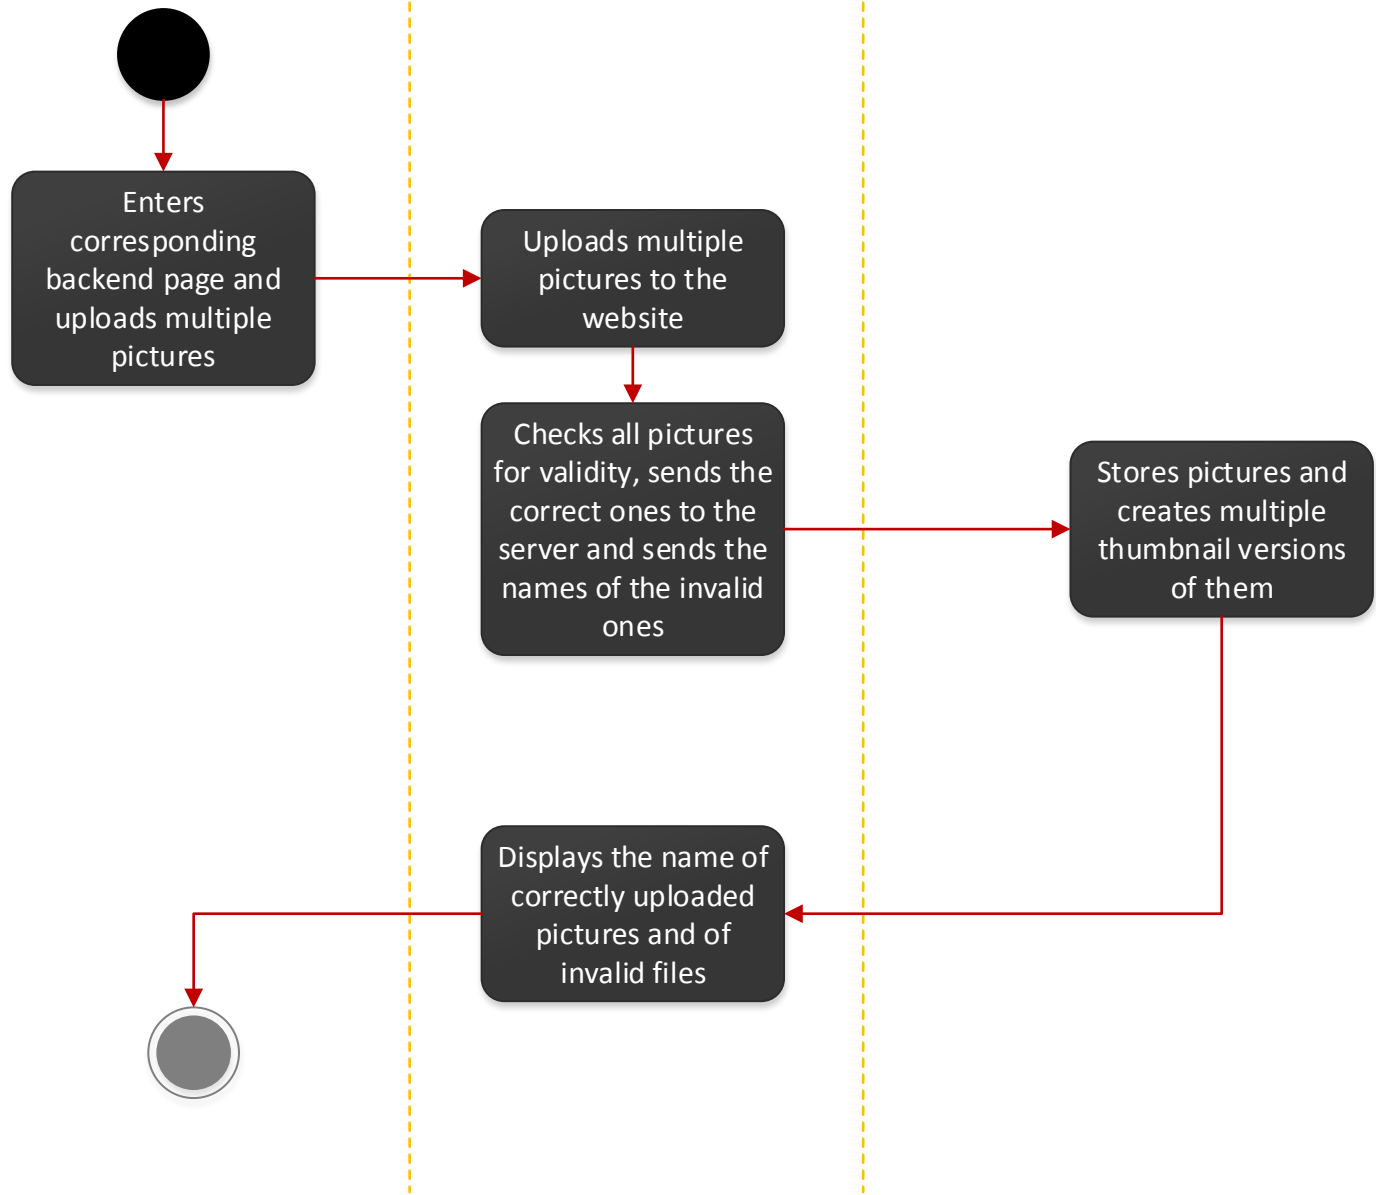 Enters
corresponding
backend page and
uploads multiple
pictures
Uploads multiple
pictures to the
website
Checks all pictures
for validity, sends the
correct ones to the
server and sends the
names of the invalid
ones
Stores pictures and
creates multiple
thumbnail versions
of them
Displays the name of
correctly uploaded
pictures and of
invalid files